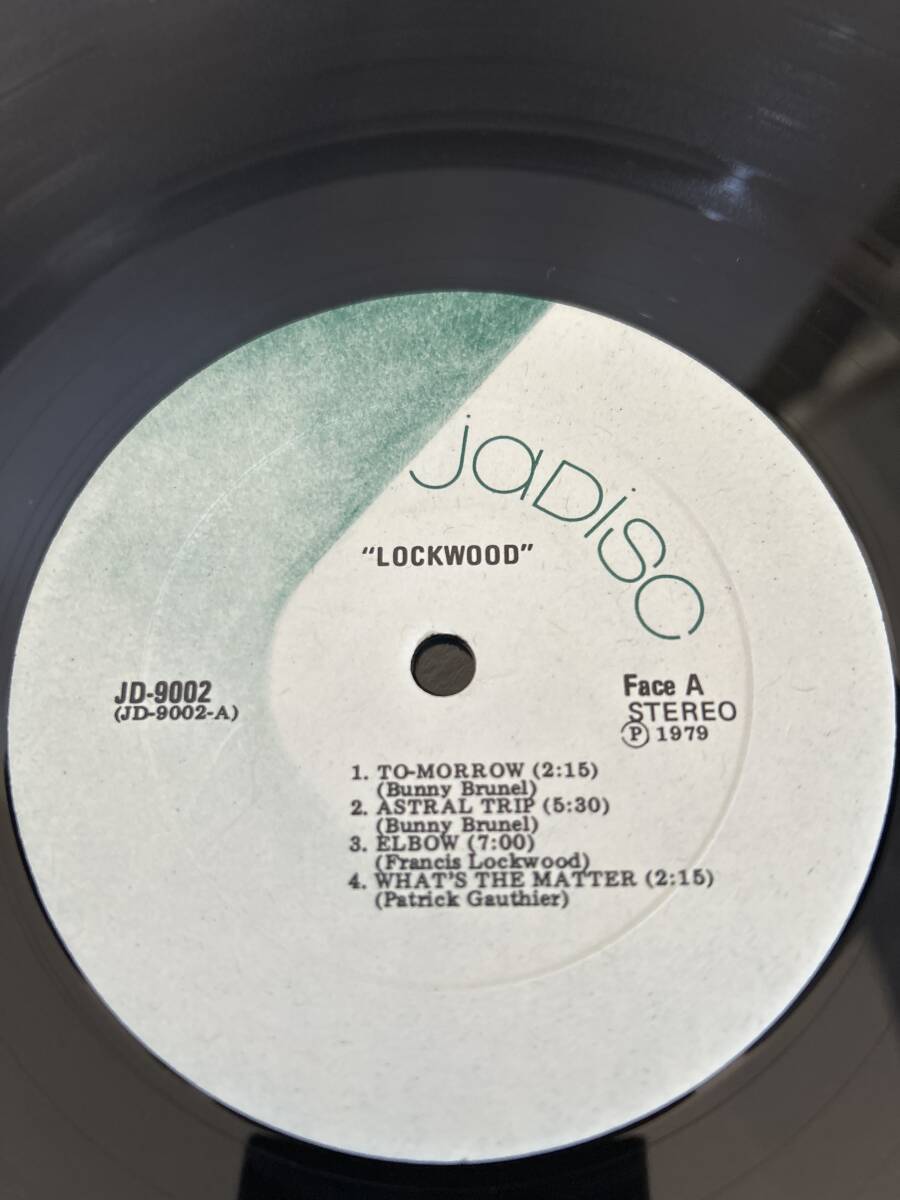 jaDISC
"LOCKWOOD"
JD-9002
(JD-9002-A)
Face A
STEREO
Ⓟ 1979
1. TO-MORROW (2:15)
(Bunny Brunel)
2. ASTRAL TRIP (5:30)
(Bunny Brunel)
3. ELBOW (7:00)
(Francis Lockwood)
4. WHAT'S THE MATTER (2:15)
(Patrick Gauthier)